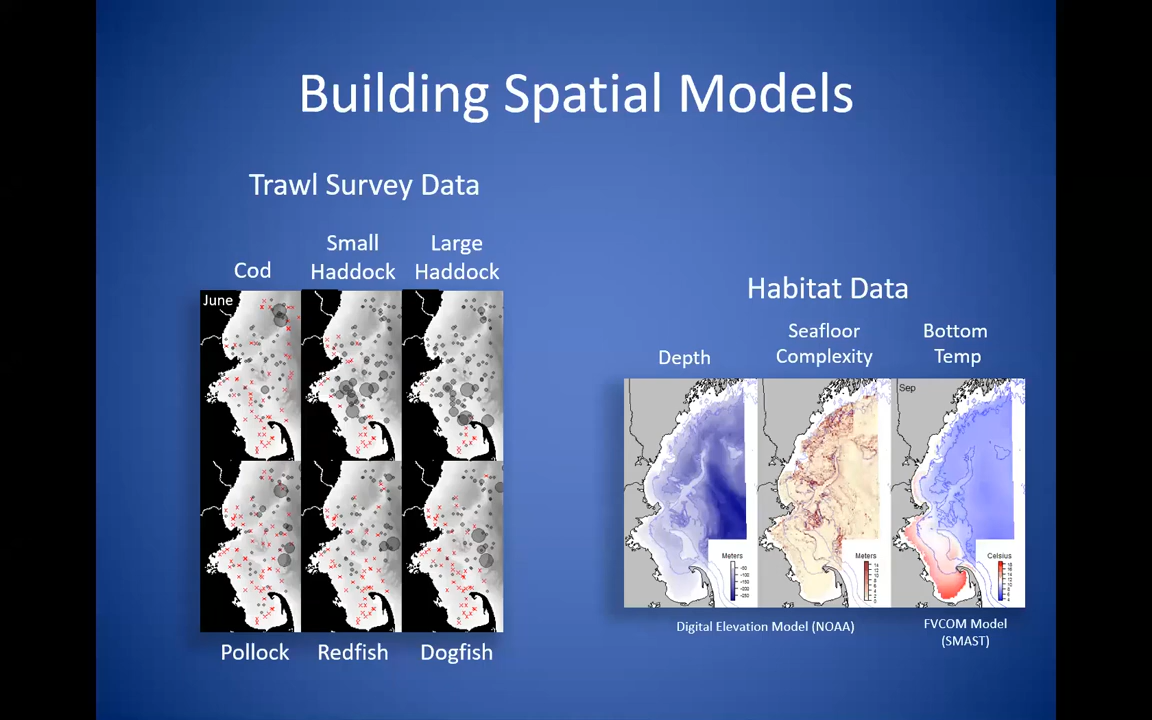 Building Spatial Models
Trawl Survey Data
Cod
Small
Haddock
Large
Haddock
June
Pollock
Redfish
Dogfish
Habitat Data
Depth
Seafloor
Complexity
Bottom
Temp
Sep
Meters
Meters
Celsius
Digital Elevation Model (NOAA)
FVCOM Model
(SMAST)